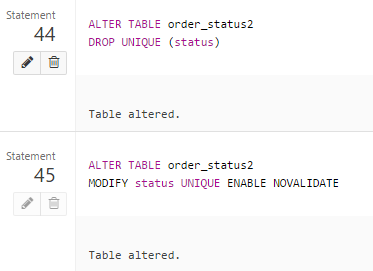 Statement
44
ALTER TABLE order_status2
DROP UNIQUE (status)
Table altered.
Statement
45
ALTER TABLE order_status2
MODIFY status UNIQUE ENABLE NOVALIDATE
Table altered.